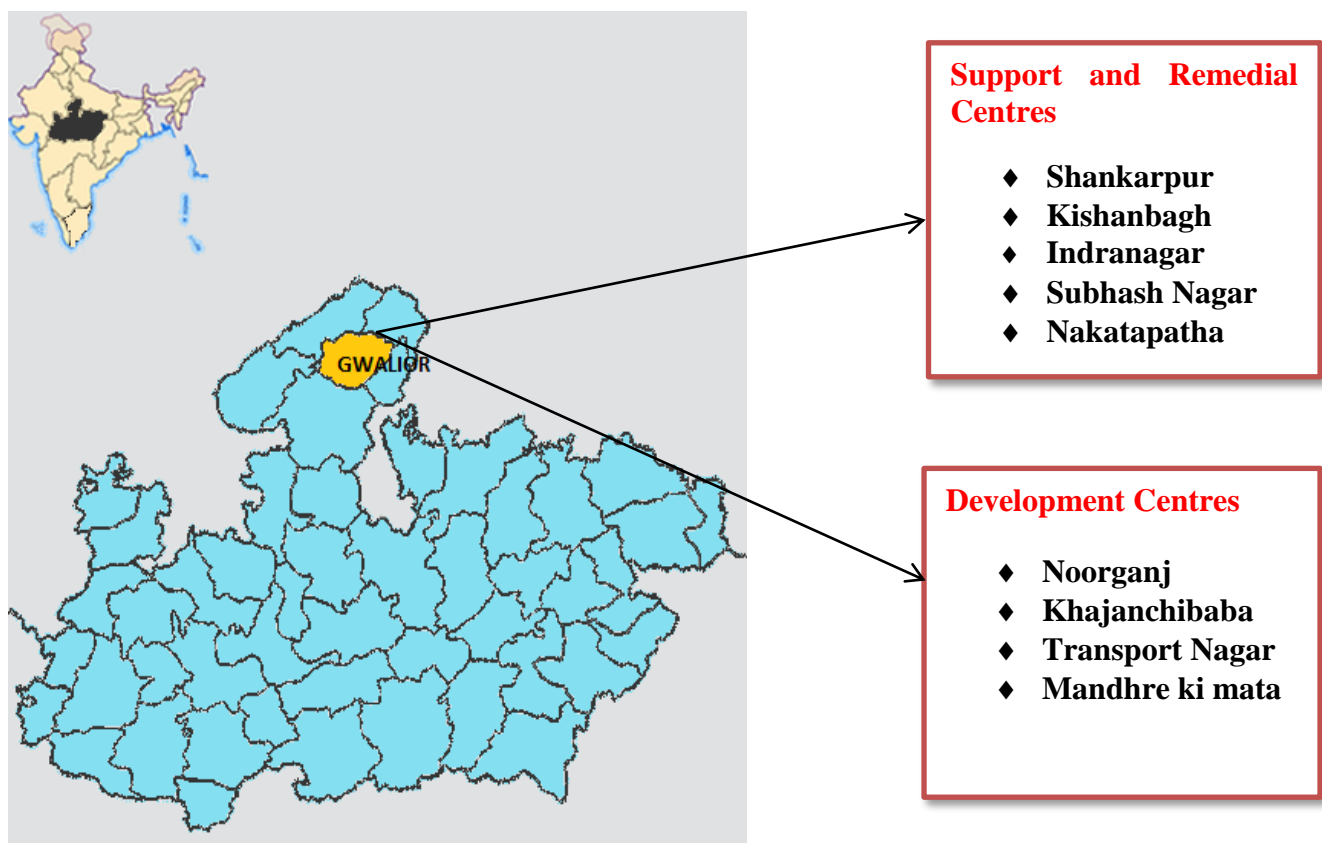 GWALIOR
Support and Remedial
Centres
♦ Shankarpur
♦ Kishanbagh
♦ Indranagar
♦ Subhash Nagar
♦ Nakatapatha
Development Centres
♦ Noorganj
♦ Khajanchibaba
♦ Transport Nagar
♦ Mandhre ki mata